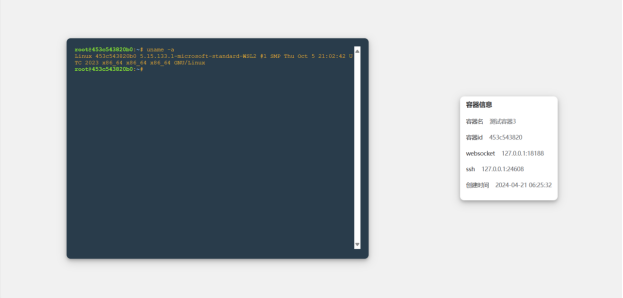 root@453c543820b0:~# uname -a
Linux 453c543820b0 5.15.133.1-microsoft-standard-WSL2 #1 SMP Thu Oct 5 21:02:42 U
TC 2023 x86_64 x86_64 x86_64 GNU/Linux
root@453c543820b0:~#
容器信息
容器名 测试容器3
容器id 453c543820
websocket 127.0.0.1:18188
ssh 127.0.0.1:24608
创建时间 2024-04-21 06:25:32